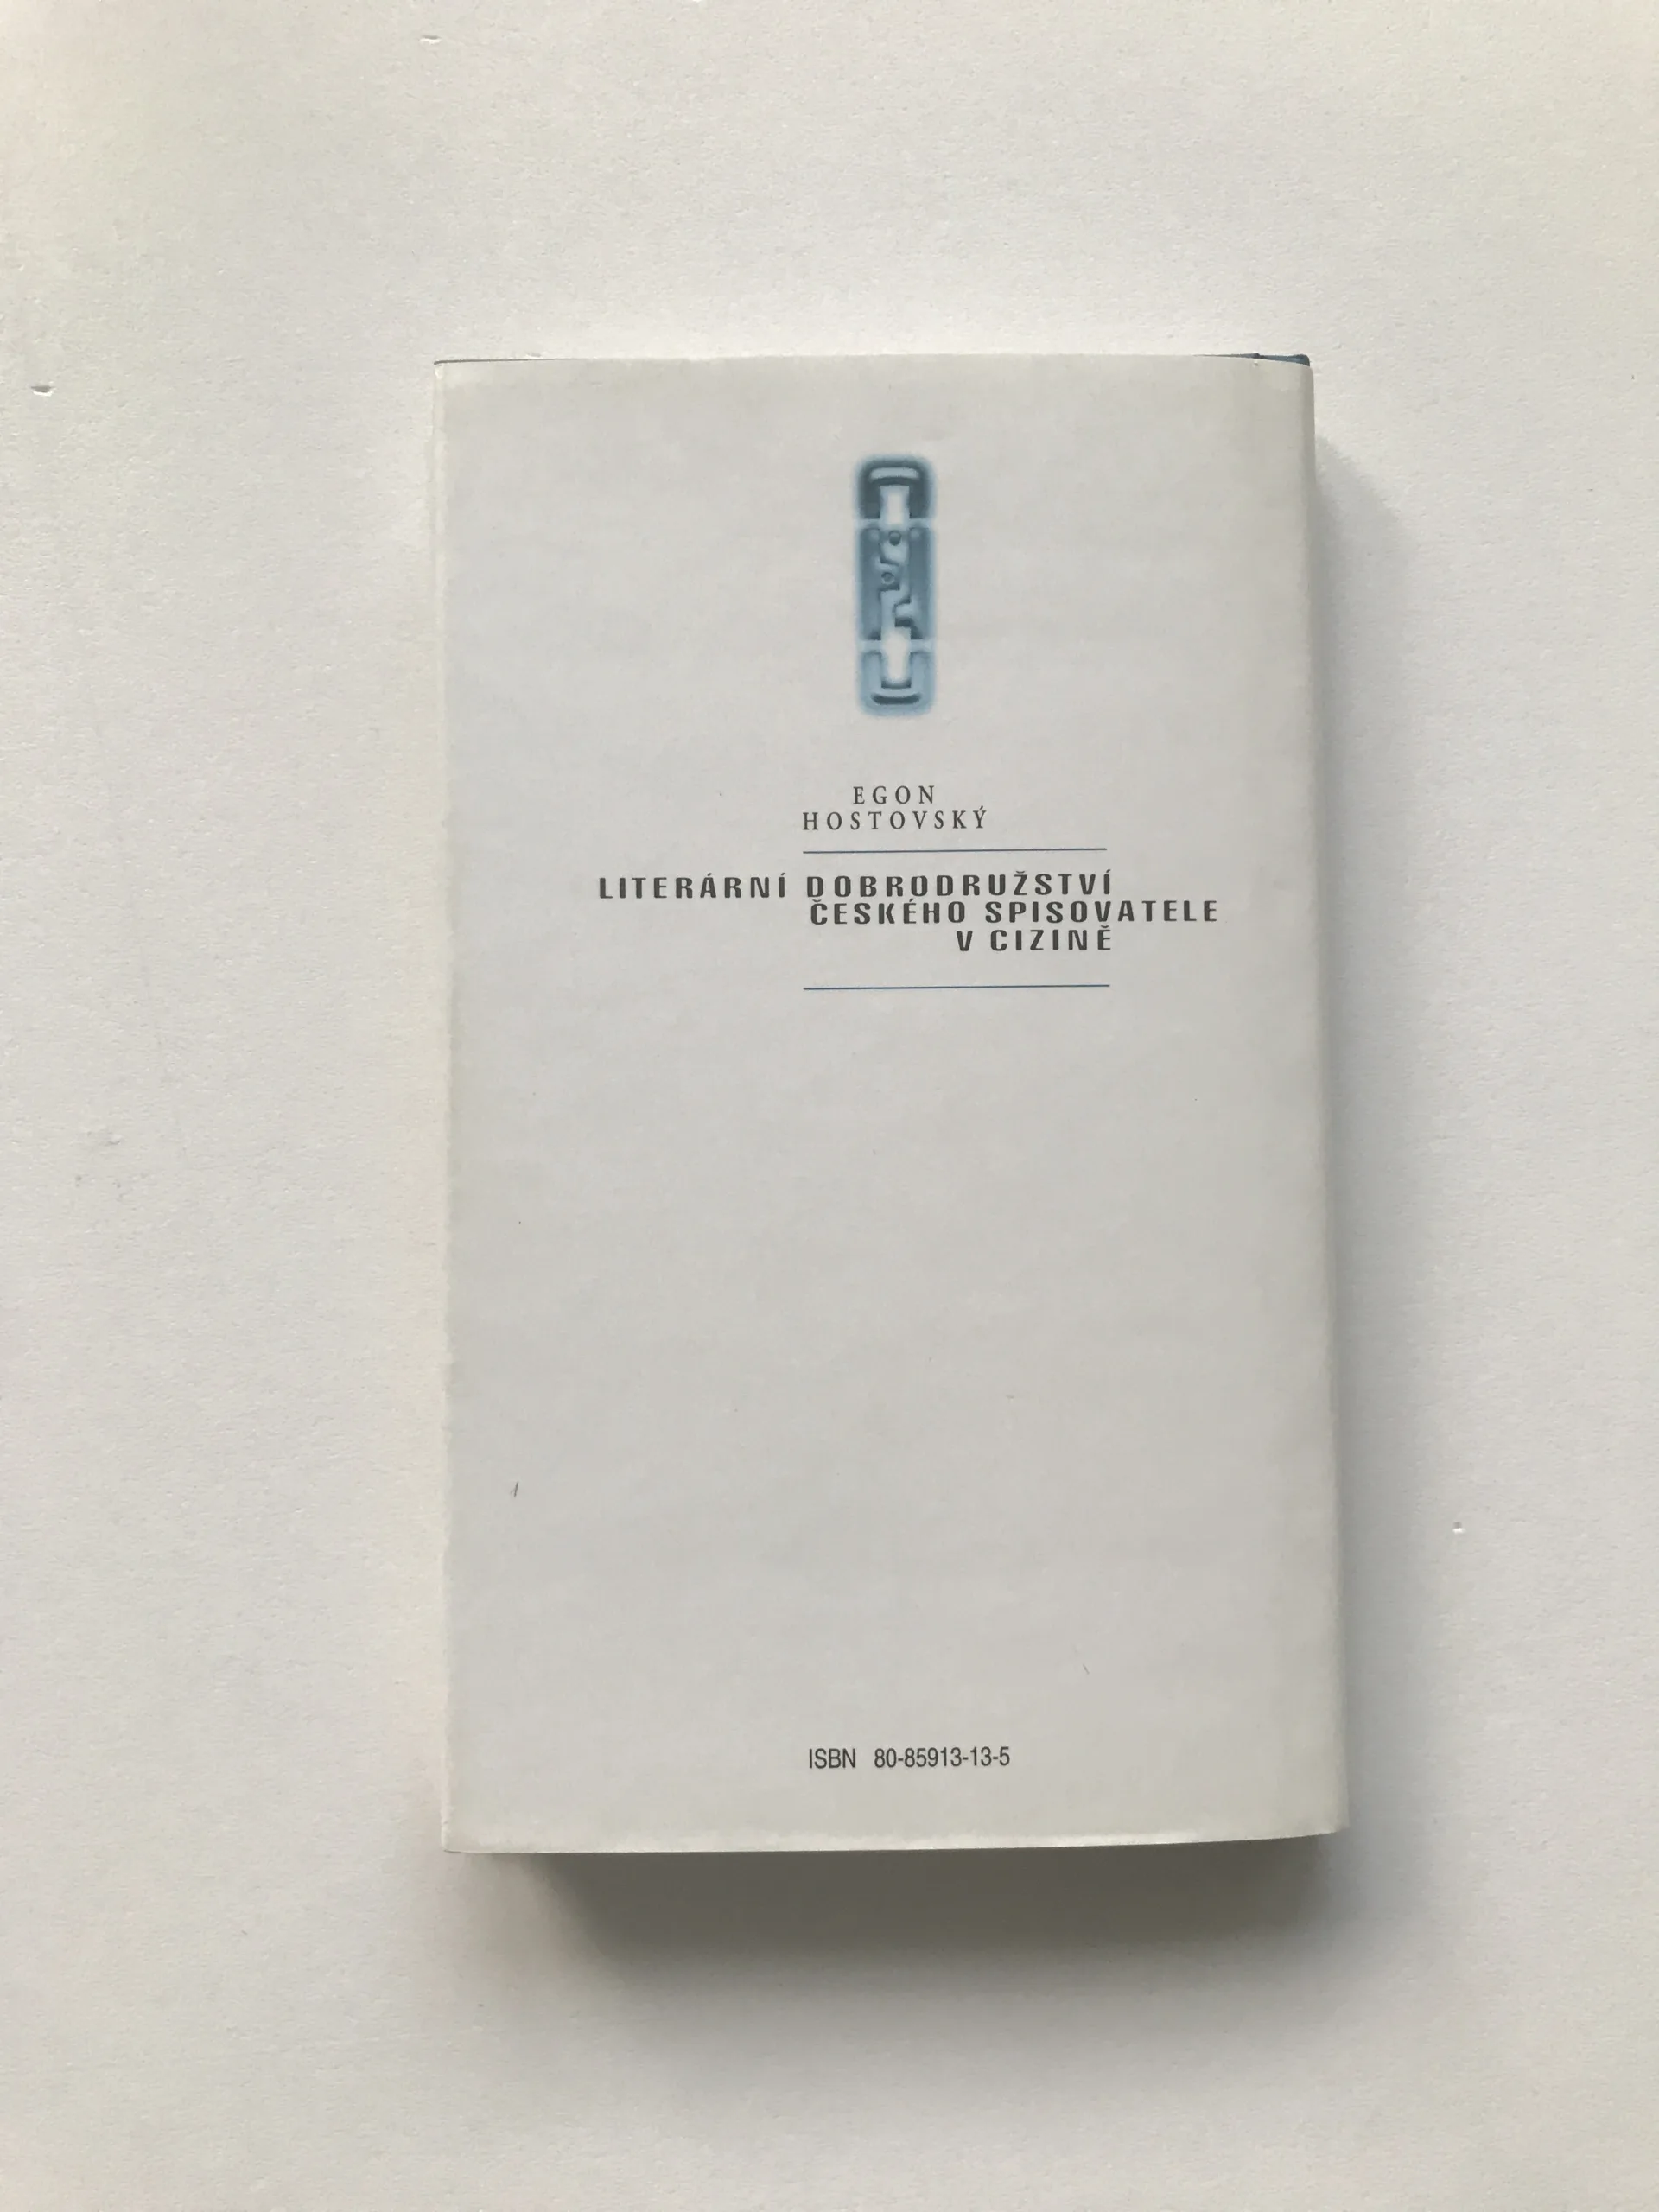 EGON
HOSTOVSKÝ
LITERÁRNÍ DOBRODRUŽSTVÍ
ČESKÉHO SPISOVATELE
V CIZINĚ
ISBN 80-85913-13-5